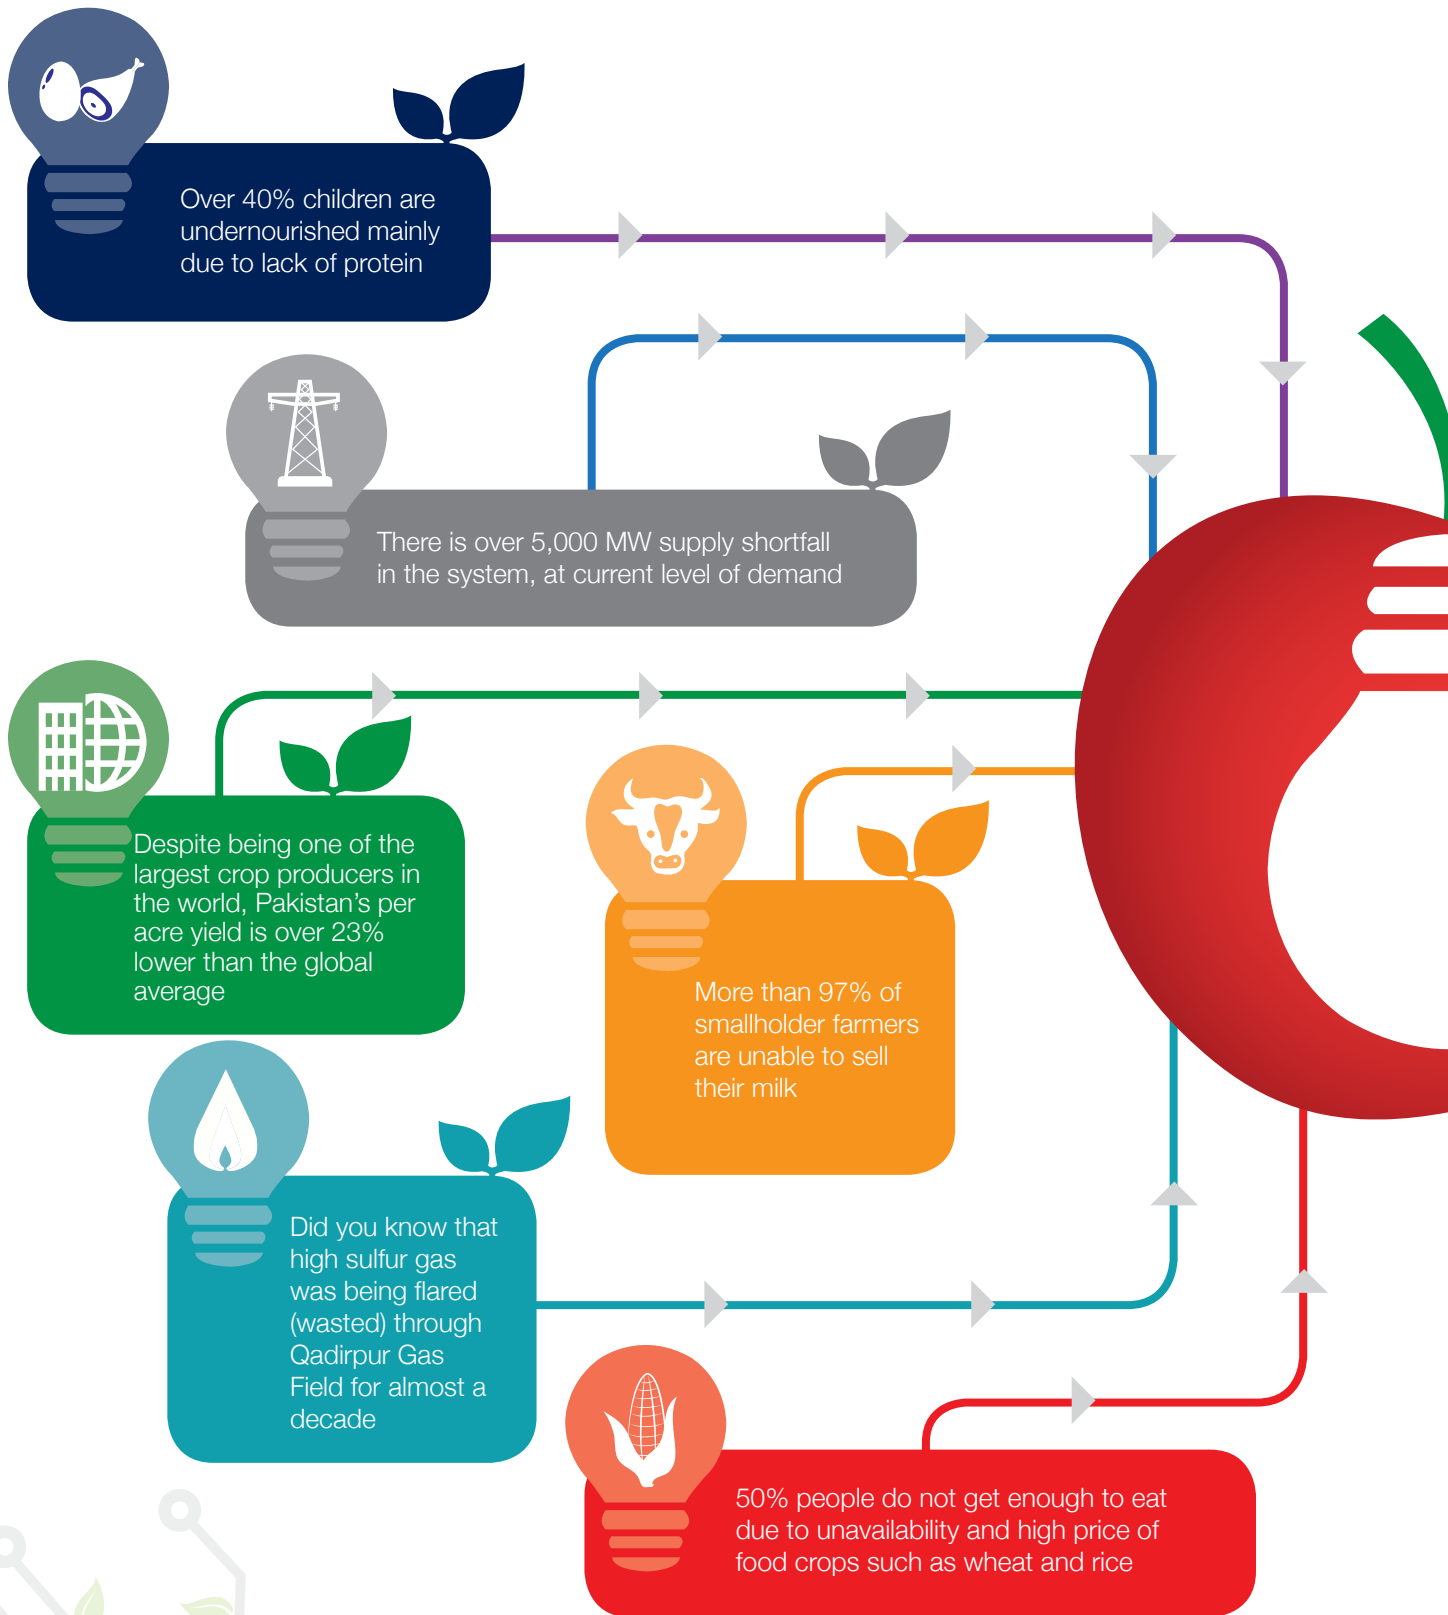 Over 40% children are
undernourished mainly
due to lack of protein
There is over 5,000 MW supply shortfall
in the system, at current level of demand
Despite being one of the
largest crop producers in
the world, Pakistan’s per
acre yield is over 23%
lower than the global
average
More than 97% of
smallholder farmers
are unable to sell
their milk
Did you know that
high sulfur gas
was being flared
(wasted) through
Qadirpur Gas
Field for almost a
decade
50% people do not get enough to eat
due to unavailability and high price of
food crops such as wheat and rice